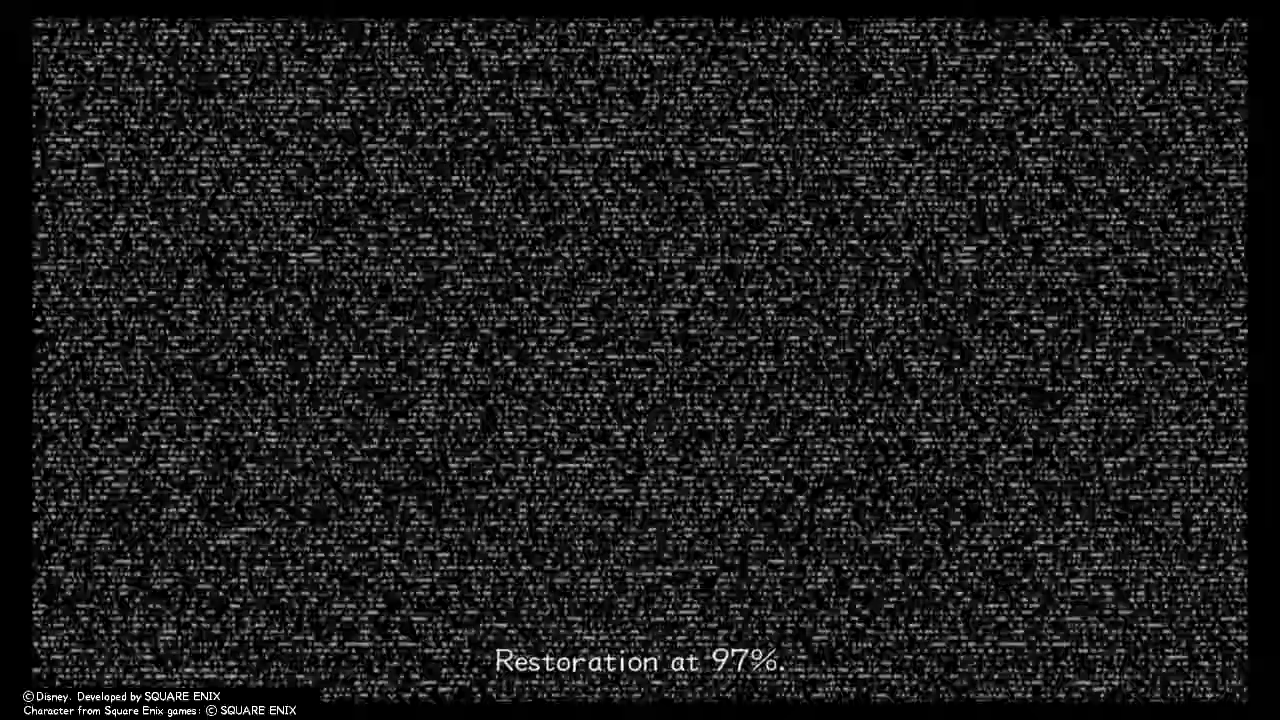 Restoration at 97%.
© Disney. Developed by SQUARE ENIX
Character from Square Enix games: © SQUARE ENIX